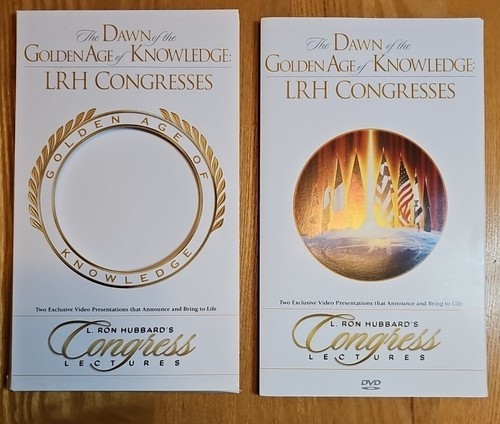 The DAWN of the
GOLDEN AGE of KNOWLEDGE:
LRH CONGRESSES
GOLDEN AGE OF
KNOWLEDGE
Two Exclusive Video Presentations that Announce and Bring to Life
L. RON HUBBARD'S
Congress
LECTURES
The DAWN of the
GOLDEN AGE of KNOWLEDGE:
LRH CONGRESSES
Two Exclusive Video Presentations that Announce and Bring to Life
L. RON HUBBARD'S
Congress
LECTURES
DVD